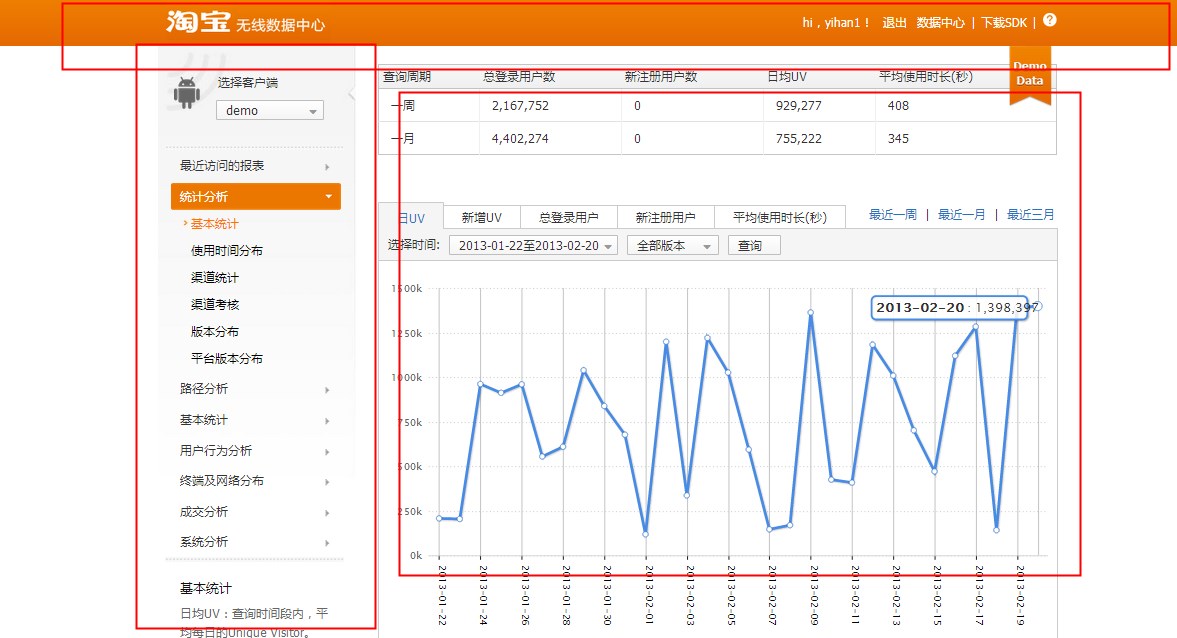 淘宝 无线数据中心
hi，yihan1！ 退出 数据中心 | 下载SDK | ?
Demo
Data
选择客户端
demo
最近访问的报表
统计分析
基本统计
使用时间分布
渠道统计
渠道考核
版本分布
平台版本分布
路径分析
基本统计
用户行为分析
终端及网络分布
成交分析
系统分析
基本统计
日均UV：查询时间段内，平
均每日的Unique Visitor。
查询周期 总登录用户数 新注册用户数 日均UV 平均使用时长(秒)
一周 2,167,752 0 929,277 408
一月 4,402,274 0 755,222 345
日UV 新增UV 总登录用户 新注册用户 平均使用时长(秒) 最近一周 | 最近一月 | 最近三月
选择时间: 2013-01-22至2013-02-20 全部版本 查询
1500k
1250k
1000k
750k
500k
250k
0k
2013-02-20 : 1,398,397
2013-01-22
2013-01-24
2013-01-26
2013-01-28
2013-01-30
2013-02-01
2013-02-03
2013-02-05
2013-02-07
2013-02-09
2013-02-11
2013-02-13
2013-02-15
2013-02-17
2013-02-19